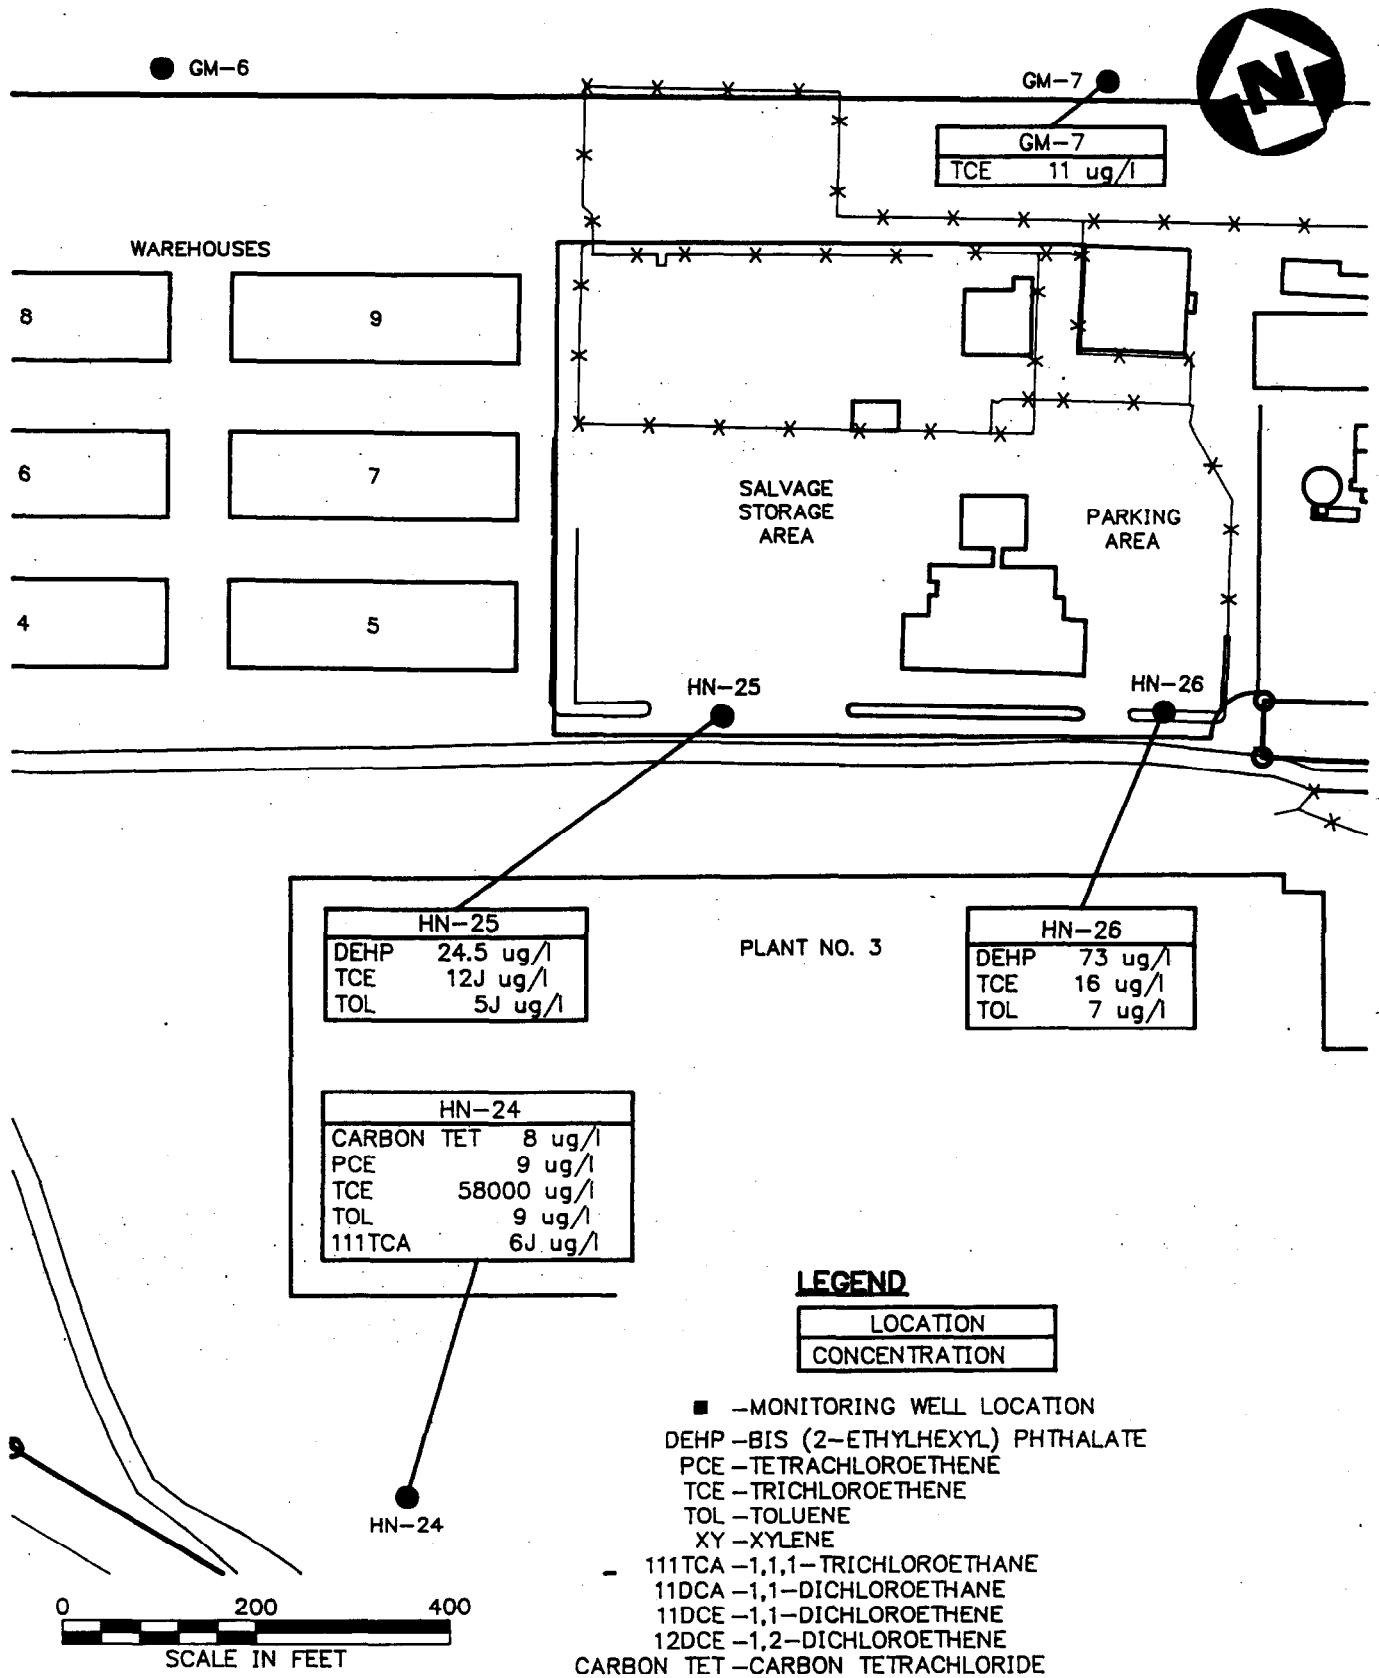 GM-6
GM-7
N
GM-7
TCE 11 ug/l
WAREHOUSES
8
9
6
7
SALVAGE
STORAGE
AREA
PARKING
AREA
4
5
HN-25
HN-26
HN-25
DEHP 24.5 ug/l
TCE 12J ug/l
TOL 5J ug/l
PLANT NO. 3
HN-26
DEHP 73 ug/l
TCE 16 ug/l
TOL 7 ug/l
HN-24
CARBON TET 8 ug/l
PCE 9 ug/l
TCE 58000 ug/l
TOL 9 ug/l
111TCA 6J ug/l
HN-24
LEGEND
LOCATION
CONCENTRATION
-MONITORING WELL LOCATION
DEHP -BIS (2-ETHYLHEXYL) PHTHALATE
PCE -TETRACHLOROETHENE
TCE -TRICHLOROETHENE
TOL -TOLUENE
XY -XYLENE
111TCA -1,1,1-TRICHLOROETHANE
11DCA -1,1-DICHLOROETHANE
11DCE -1,1-DICHLOROETHENE
12DCE -1,2-DICHLOROETHENE
CARBON TET -CARBON TETRACHLORIDE
0 200 400
SCALE IN FEET